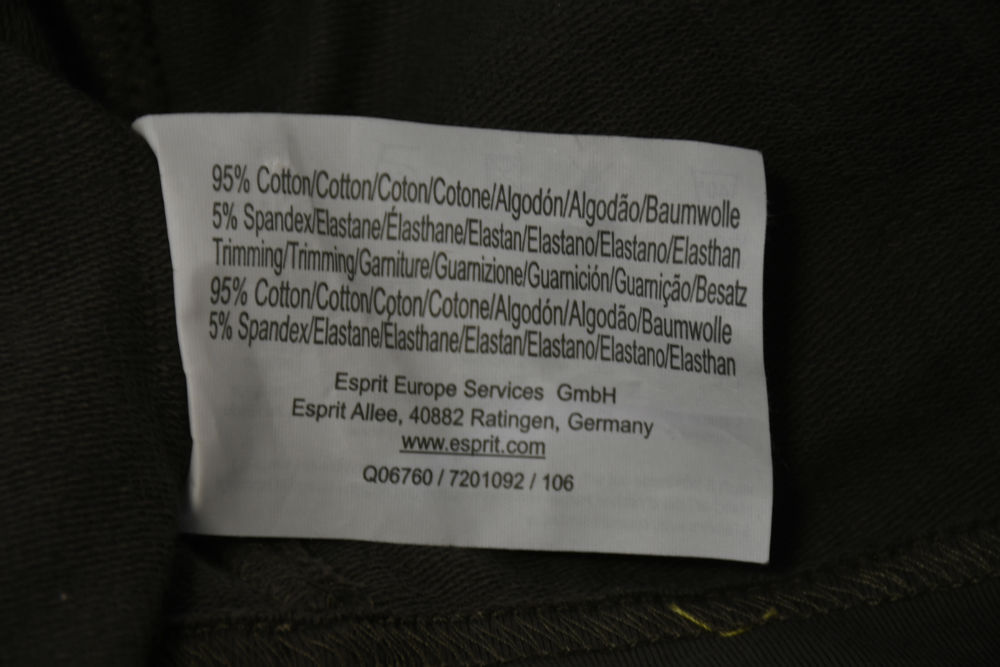 95% Cotton/Cotton/Coton/Cotone/Algodón/Algodão/Baumwolle
5% Spandex/Elastane/Élasthane/Elastan/Elastano/Elastano/Elasthan
Trimming/Trimming/Garniture/Guarnizione/Guarnición/Guarnição/Besatz
95% Cotton/Cotton/Coton/Cotone/Algodón/Algodão/Baumwolle
5% Spandex/Elastane/Élasthane/Elastan/Elastano/Elastano/Elasthan
Esprit Europe Services GmbH
Esprit Allee, 40882 Ratingen, Germany
www.esprit.com
Q06760 / 7201092 / 106